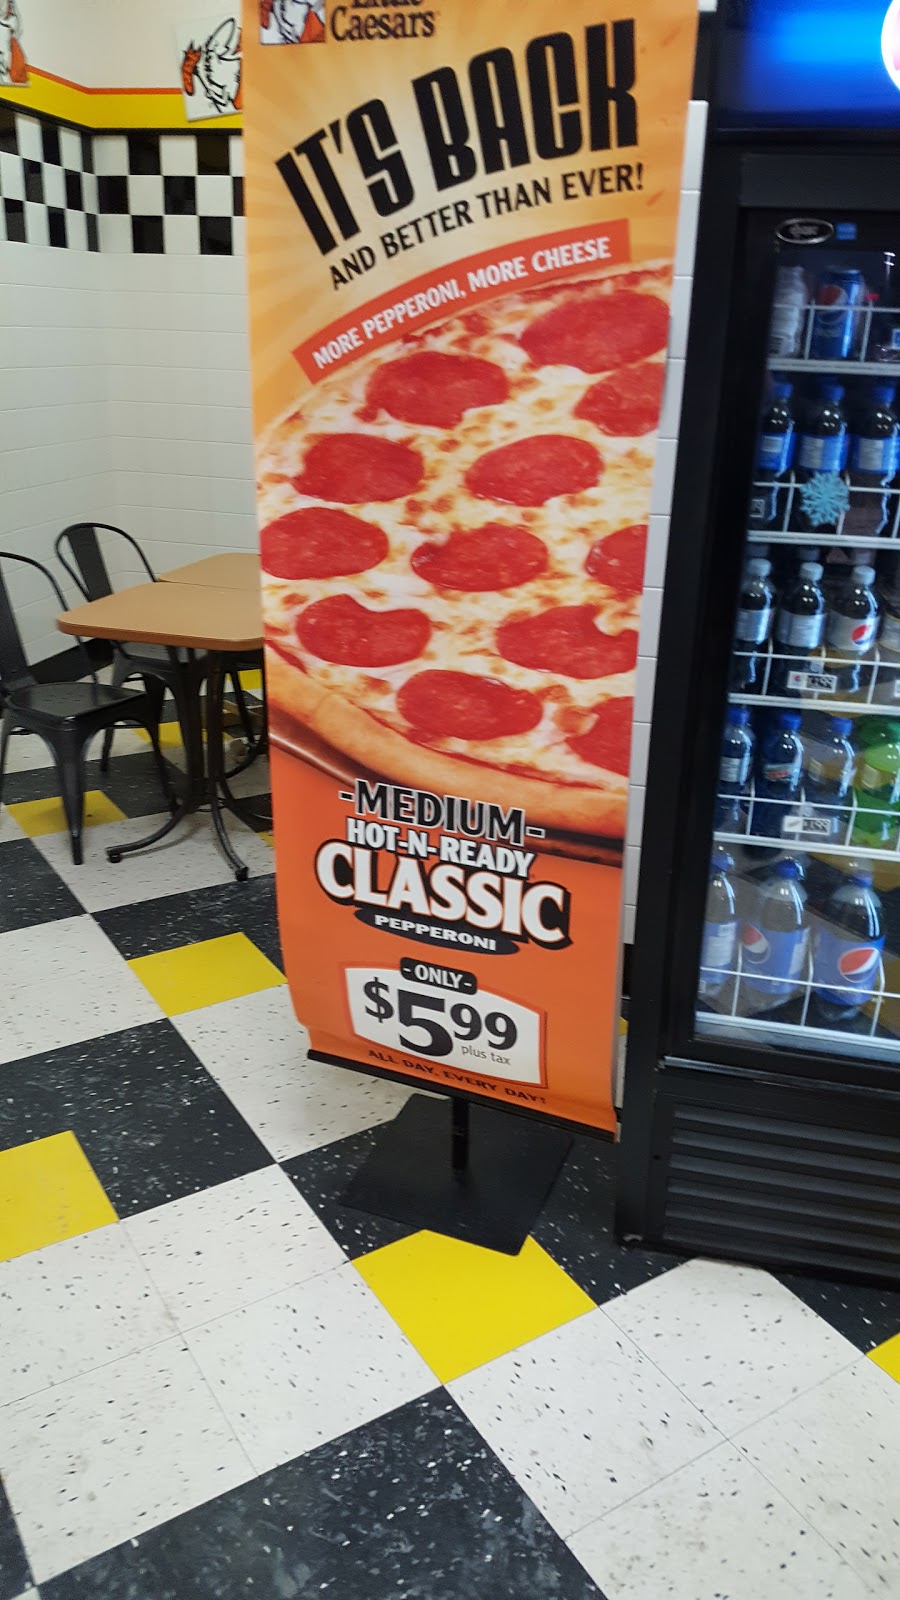 Little
Caesars
IT'S BACK
AND BETTER THAN EVER!
MORE PEPPERONI, MORE CHEESE
-MEDIUM-
HOT-N-READY
CLASSIC
PEPPERONI
-ONLY-
$5.99
plus tax
ALL DAY. EVERY DAY!